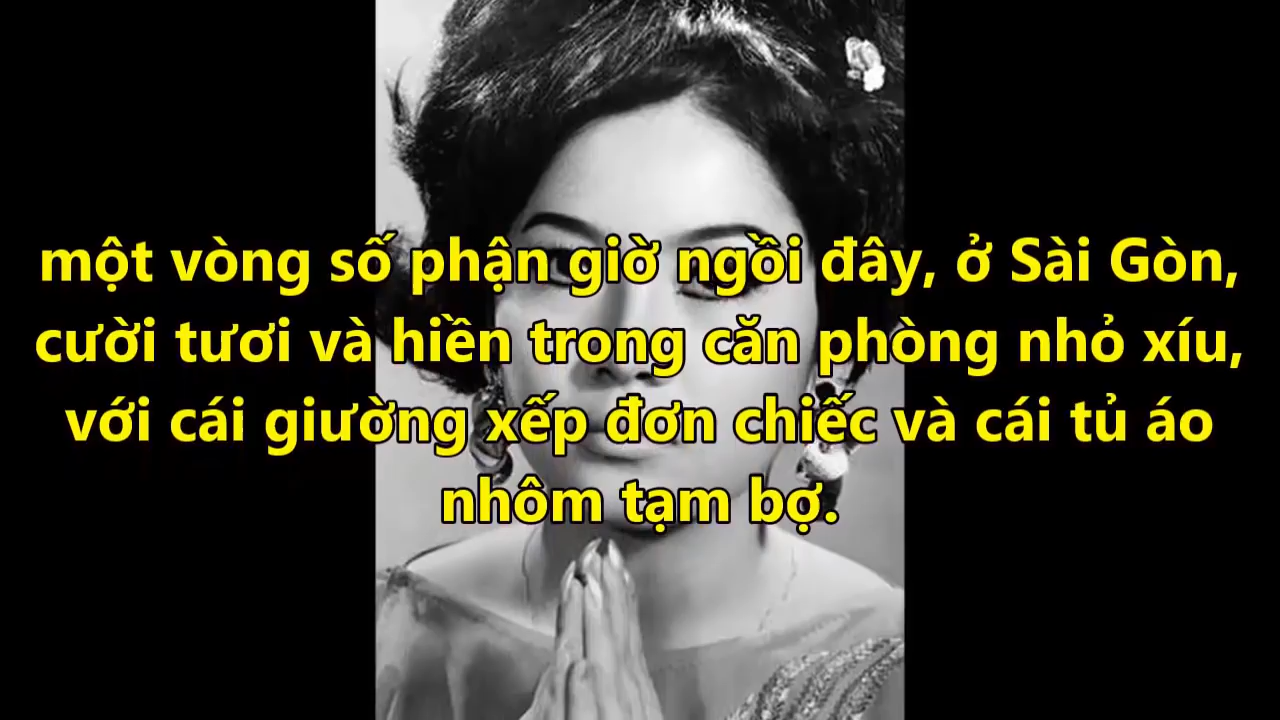 một vòng số phận giờ ngồi đây, ở Sài Gòn,
cười tươi và hiền trong căn phòng nhỏ xíu,
với cái giường xếp đơn chiếc và cái tủ áo
nhôm tạm bợ.